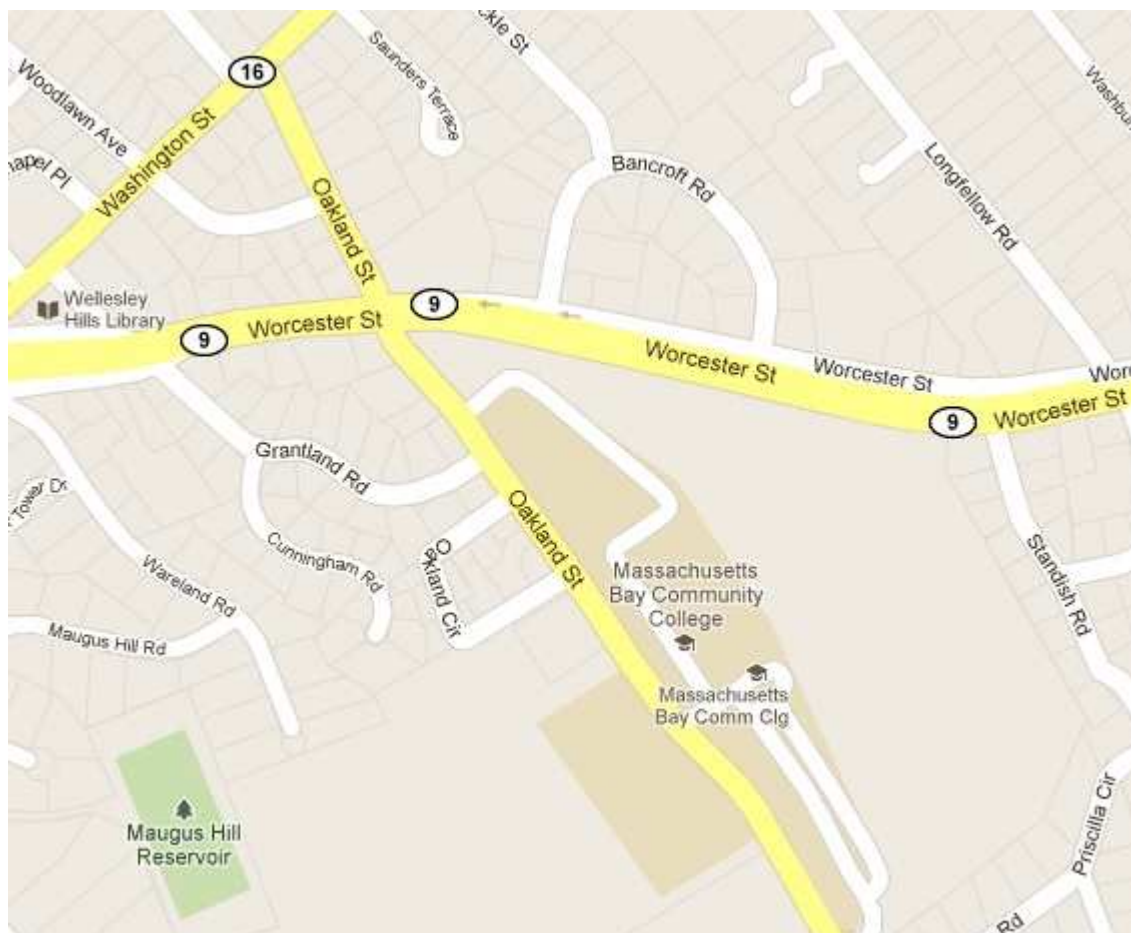 ckle St
Saunders Terrace
16
Woodlawn Ave
Washburn
Washington St
hapel Pl
Bancroft Rd
Longfellow Rd
Oakland St
Wellesley
Hills Library
9
Worcester St
9
Worcester St
Worcester St
Worc
9
Worcester St
Grantland Rd
Tower Dr
Oakland St
Cunningham Rd
Oakland Cir
Wareland Rd
Maugus Hill Rd
Massachusetts
Bay Community
College
Standish Rd
Massachusetts
Bay Comm Clg
Maugus Hill
Reservoir
Priscilla Cir
Rd